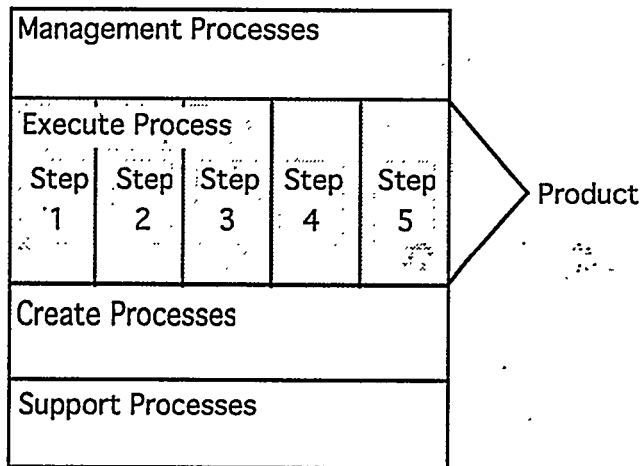 Management Processes
Execute Process
Step Step Step Step Step
1 2 3 4 5
Product
Create Processes
Support Processes